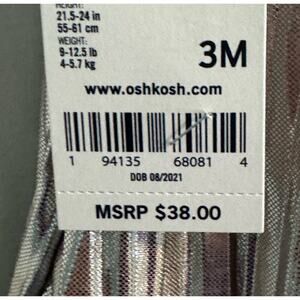 HEIGHT:
21.5-24 in
55-61 cm
WEIGHT:
9-12.5 lb
4-5.7 kg
3M
www.oshkosh.com
1 94135 68081 4
DOB 08/2021
MSRP $38.00